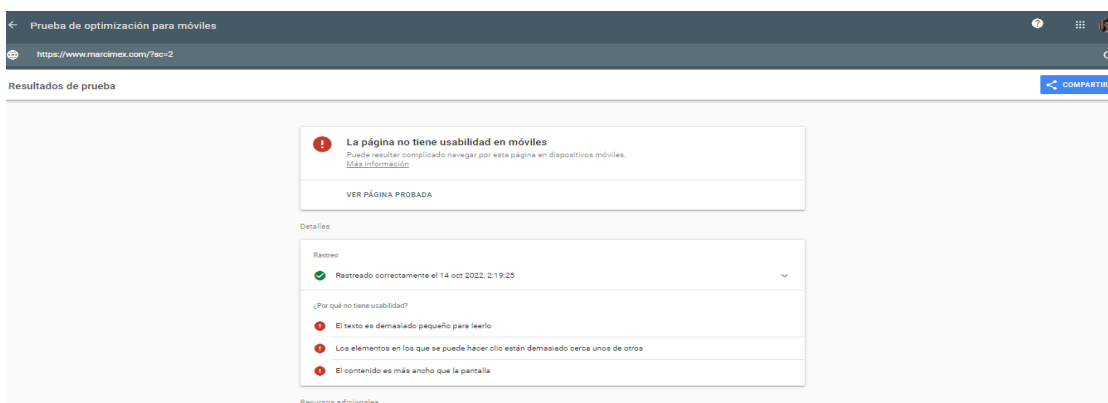 Prueba de optimización para móviles
https://www.marcimex.com/?sc=2
Resultados de prueba
COMPARTIR
La página no tiene usabilidad en móviles
Puede resultar complicado navegar por esta página en dispositivos móviles.
Más información
VER PÁGINA PROBADA
Detalles
Rastreo
Rastreado correctamente el 14 oct 2022, 2:19:25
¿Por qué no tiene usabilidad?
El texto es demasiado pequeño para leerlo
Los elementos en los que se puede hacer clic están demasiado cerca unos de otros
El contenido es más ancho que la pantalla
Recursos adicionales